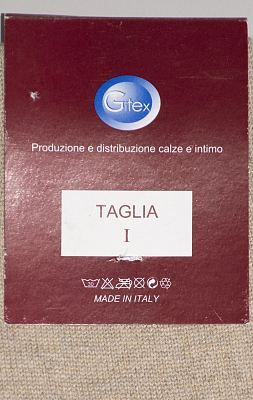 Gitex
Produzione e distribuzione calze e intimo
TAGLIA
I
MADE IN ITALY